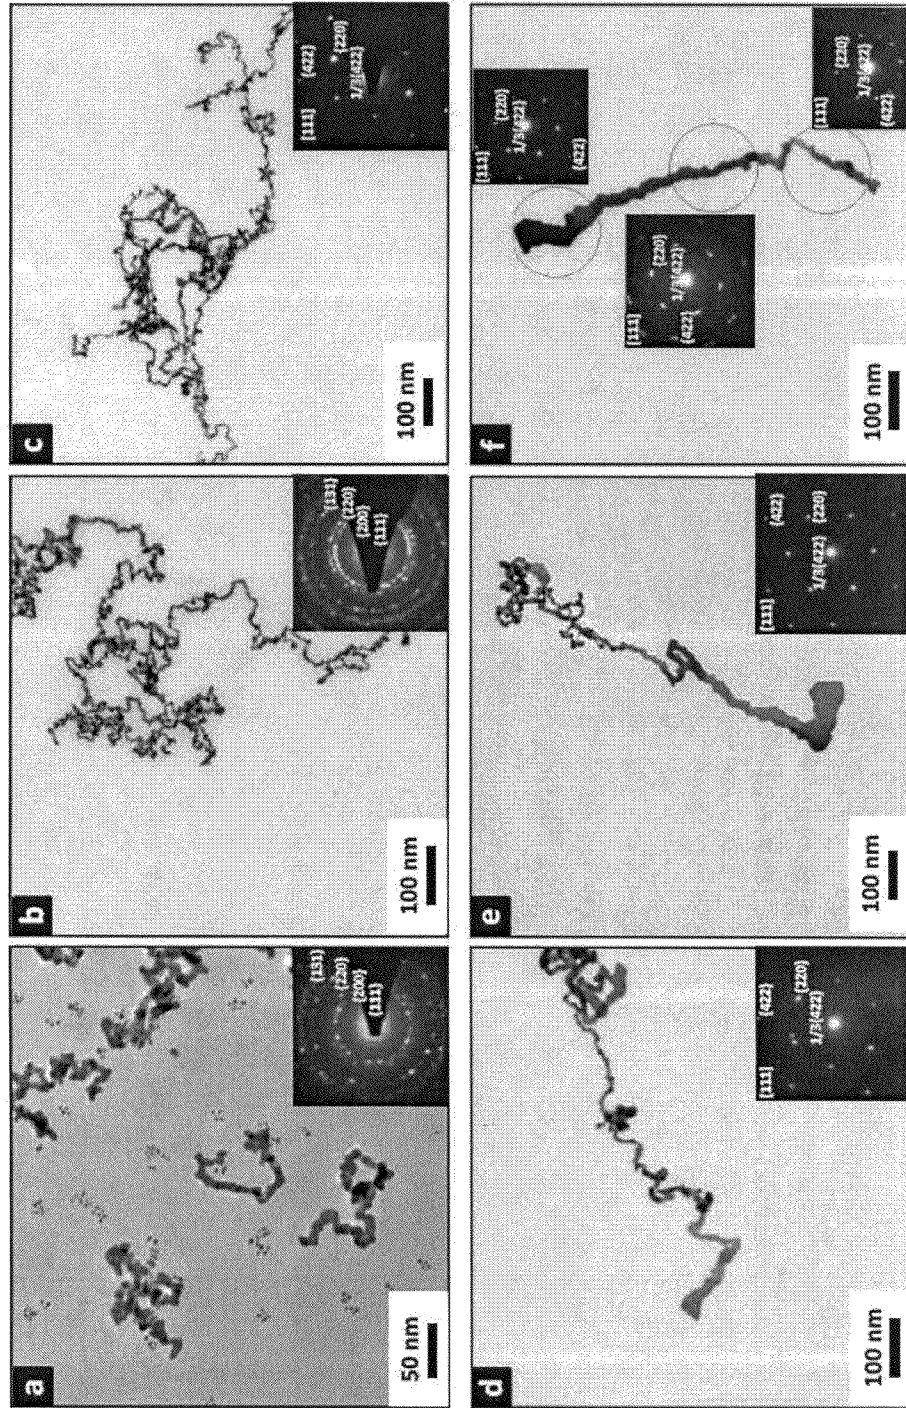 a
50 nm
{131}
{220}
{200}
{111}
b
100 nm
{131}
{220}
{200}
{111}
c
100 nm
[111]
{422}
{220}
1/3{422}
d
100 nm
[111]
{422}
{220}
1/3{422}
e
100 nm
[111]
{422}
{220}
1/3{422}
f
100 nm
[111]
{220}
1/3{422}
{422}
[111]
{220}
1/3{422}
{422}
[111]
{220}
1/3{422}
{422}